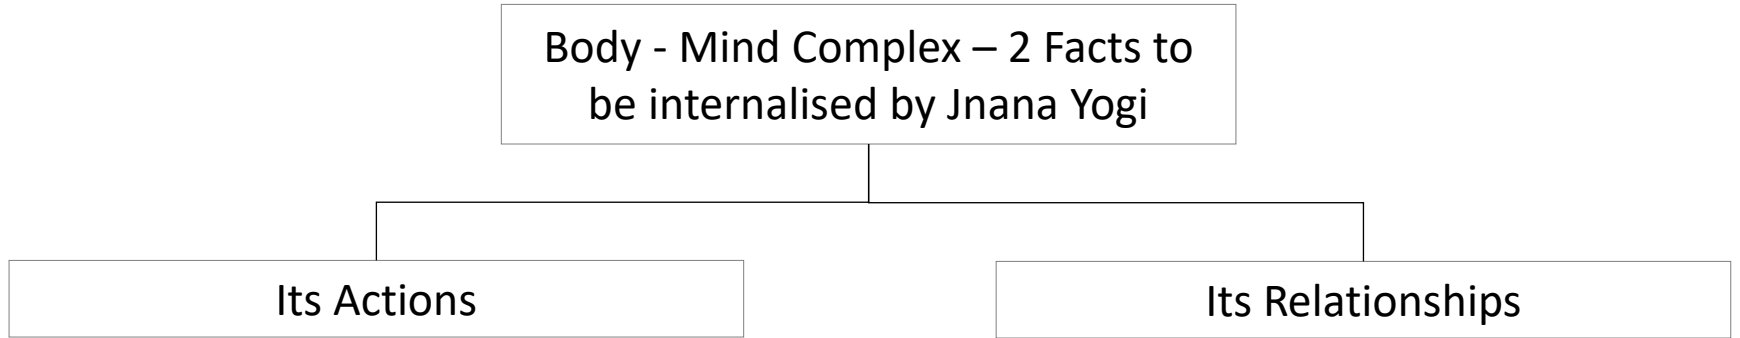 Body - Mind Complex – 2 Facts to
be internalised by Jnana Yogi
Its Actions
Its Relationships